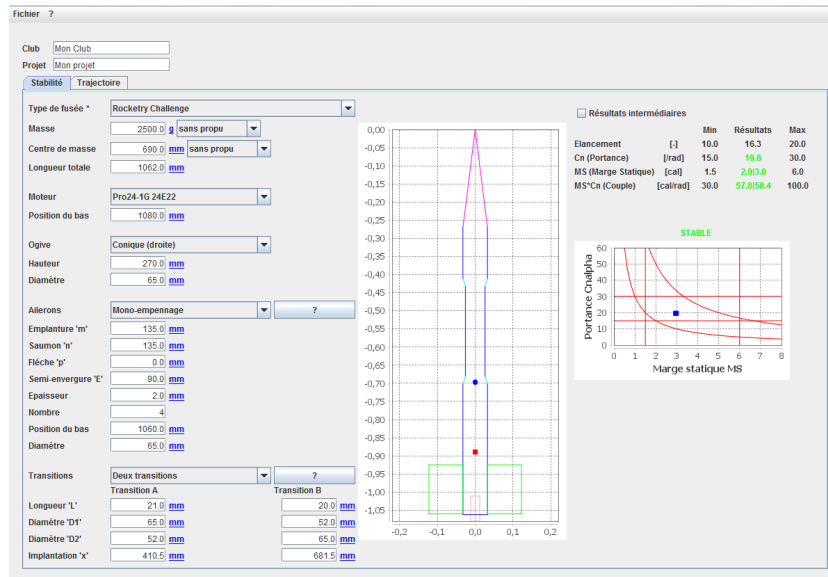 Fichier ?
Club Mon Club
Projet Mon projet
Stabilité Trajectoire
Type de fusée * Rocketry Challenge
Masse 2500.0 g sans propu
Centre de masse 690.0 mm sans propu
Longueur totale 1062.0 mm
Moteur Pro24-1G 24E22
Position du bas 1080.0 mm
Ogive Conique (droite)
Hauteur 270.0 mm
Diamètre 65.0 mm
Ailerons Mono-empennage ?
Emplanture 'm' 135.0 mm
Saumon 'n' 135.0 mm
Fléche 'p' 0.0 mm
Semi-envergure 'E' 90.0 mm
Epaisseur 2.0 mm
Nombre 4
Position du bas 1060.0 mm
Diamètre 65.0 mm
Transitions Deux transitions ?
Transition A Transition B
Longueur 'L' 21.0 mm 20.0 mm
Diamètre 'D1' 65.0 mm 52.0 mm
Diamètre 'D2' 52.0 mm 65.0 mm
Implantation 'x' 410.5 mm 681.5 mm
0,00
-0,05
-0,10
-0,15
-0,20
-0,25
-0,30
-0,35
-0,40
-0,45
-0,50
-0,55
-0,60
-0,65
-0,70
-0,75
-0,80
-0,85
-0,90
-0,95
-1,00
-1,05
-0,2 -0,1 0,0 0,1 0,2
Résultats intermédiaires
Min Résultats Max
Elancement [-] 10.0 16.3 20.0
Cn (Portance) [/rad] 15.0 19.6 30.0
MS (Marge Statique) [cal] 1.5 2.9|3.0 6.0
MS*Cn (Couple) [cal/rad] 30.0 57.8|58.4 100.0
STABLE
Portance Cnalpha
60
50
40
30
20
10
0
0 1 2 3 4 5 6 7 8
Marge statique MS